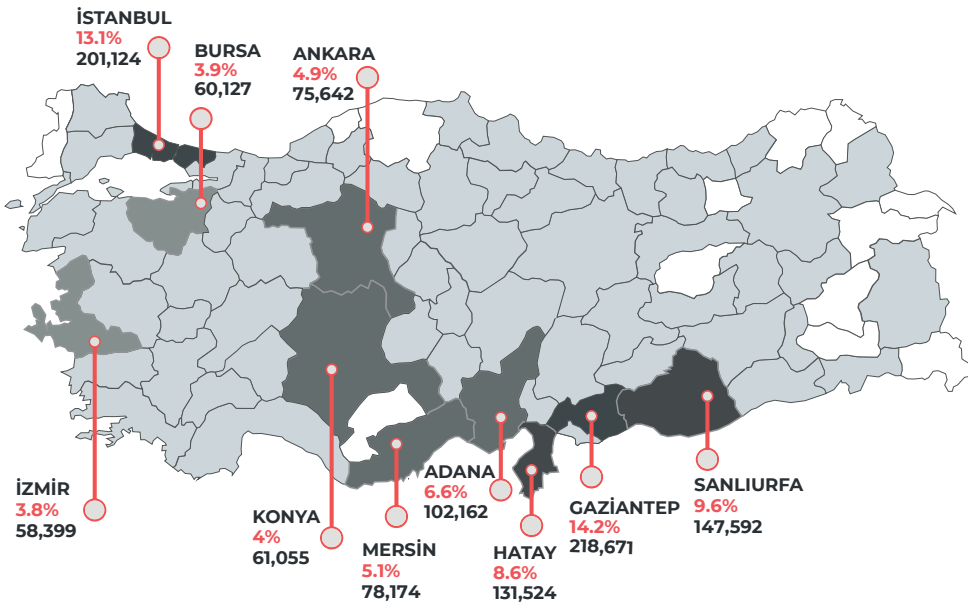 İSTANBUL
13.1%
201,124
BURSA
3.9%
60,127
ANKARA
4.9%
75,642
İZMİR
3.8%
58,399
KONYA
4%
61,055
MERSİN
5.1%
78,174
ADANA
6.6%
102,162
HATAY
8.6%
131,524
GAZİANTEP
14.2%
218,671
SANLIURFA
9.6%
147,592